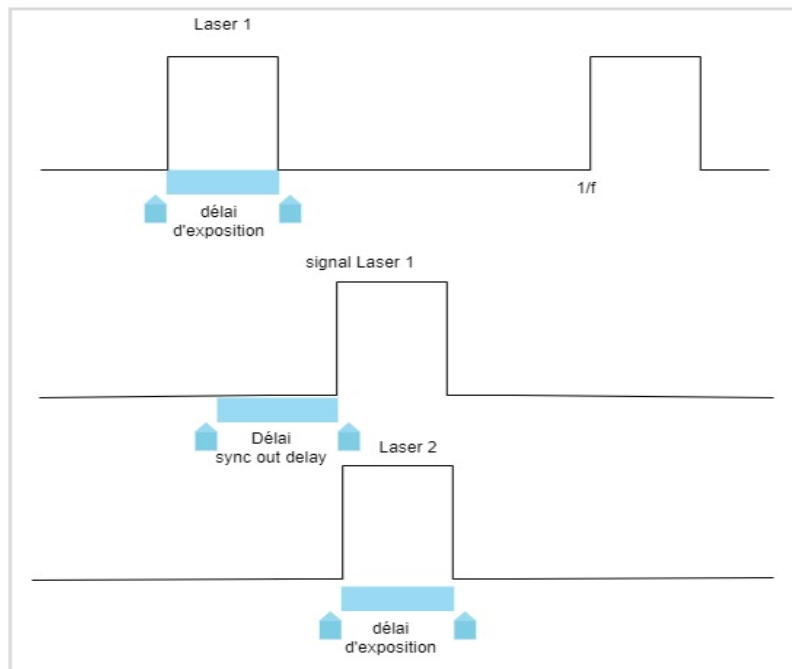 Laser 1
1/f
délai
d'exposition
signal Laser 1
Délai
sync out delay
Laser 2
délai
d'exposition